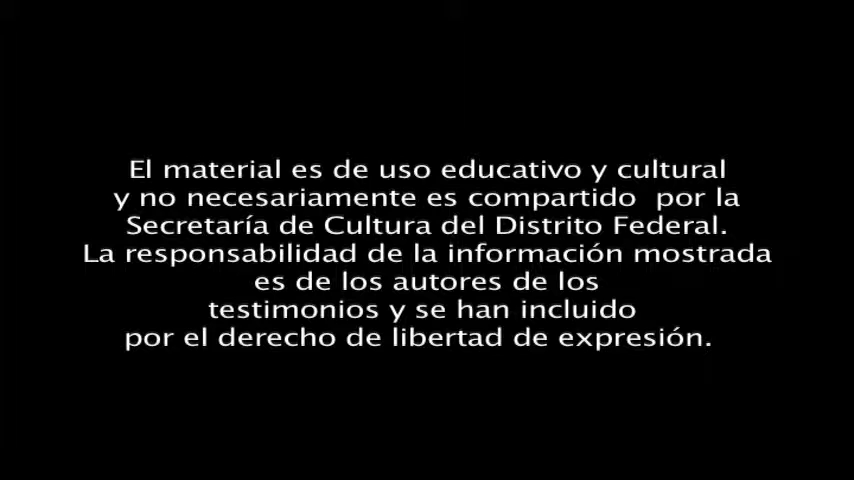 El material es de uso educativo y cultural
y no necesariamente es compartido por la
Secretaría de Cultura del Distrito Federal.
La responsabilidad de la información mostrada
es de los autores de los
testimonios y se han incluido
por el derecho de libertad de expresión.